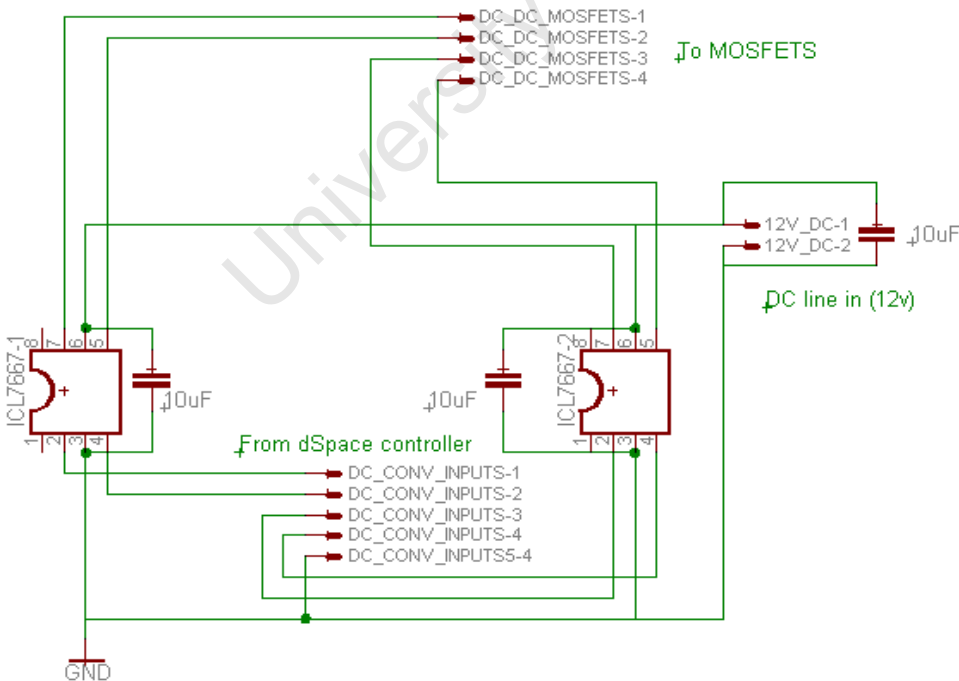 DC_DC_MOSFETS-1
DC_DC_MOSFETS-2
DC_DC_MOSFETS-3
DC_DC_MOSFETS-4
To MOSFETS
University
12V_DC-1
12V_DC-2
10uF
DC line in (12v)
ICL7667-1
8
7
6
5
1
2
3
4
10uF
ICL7667-2
8
7
6
5
1
2
3
4
10uF
From dSpace controller
DC_CONV_INPUTS-1
DC_CONV_INPUTS-2
DC_CONV_INPUTS-3
DC_CONV_INPUTS-4
DC_CONV_INPUTS5-4
GND